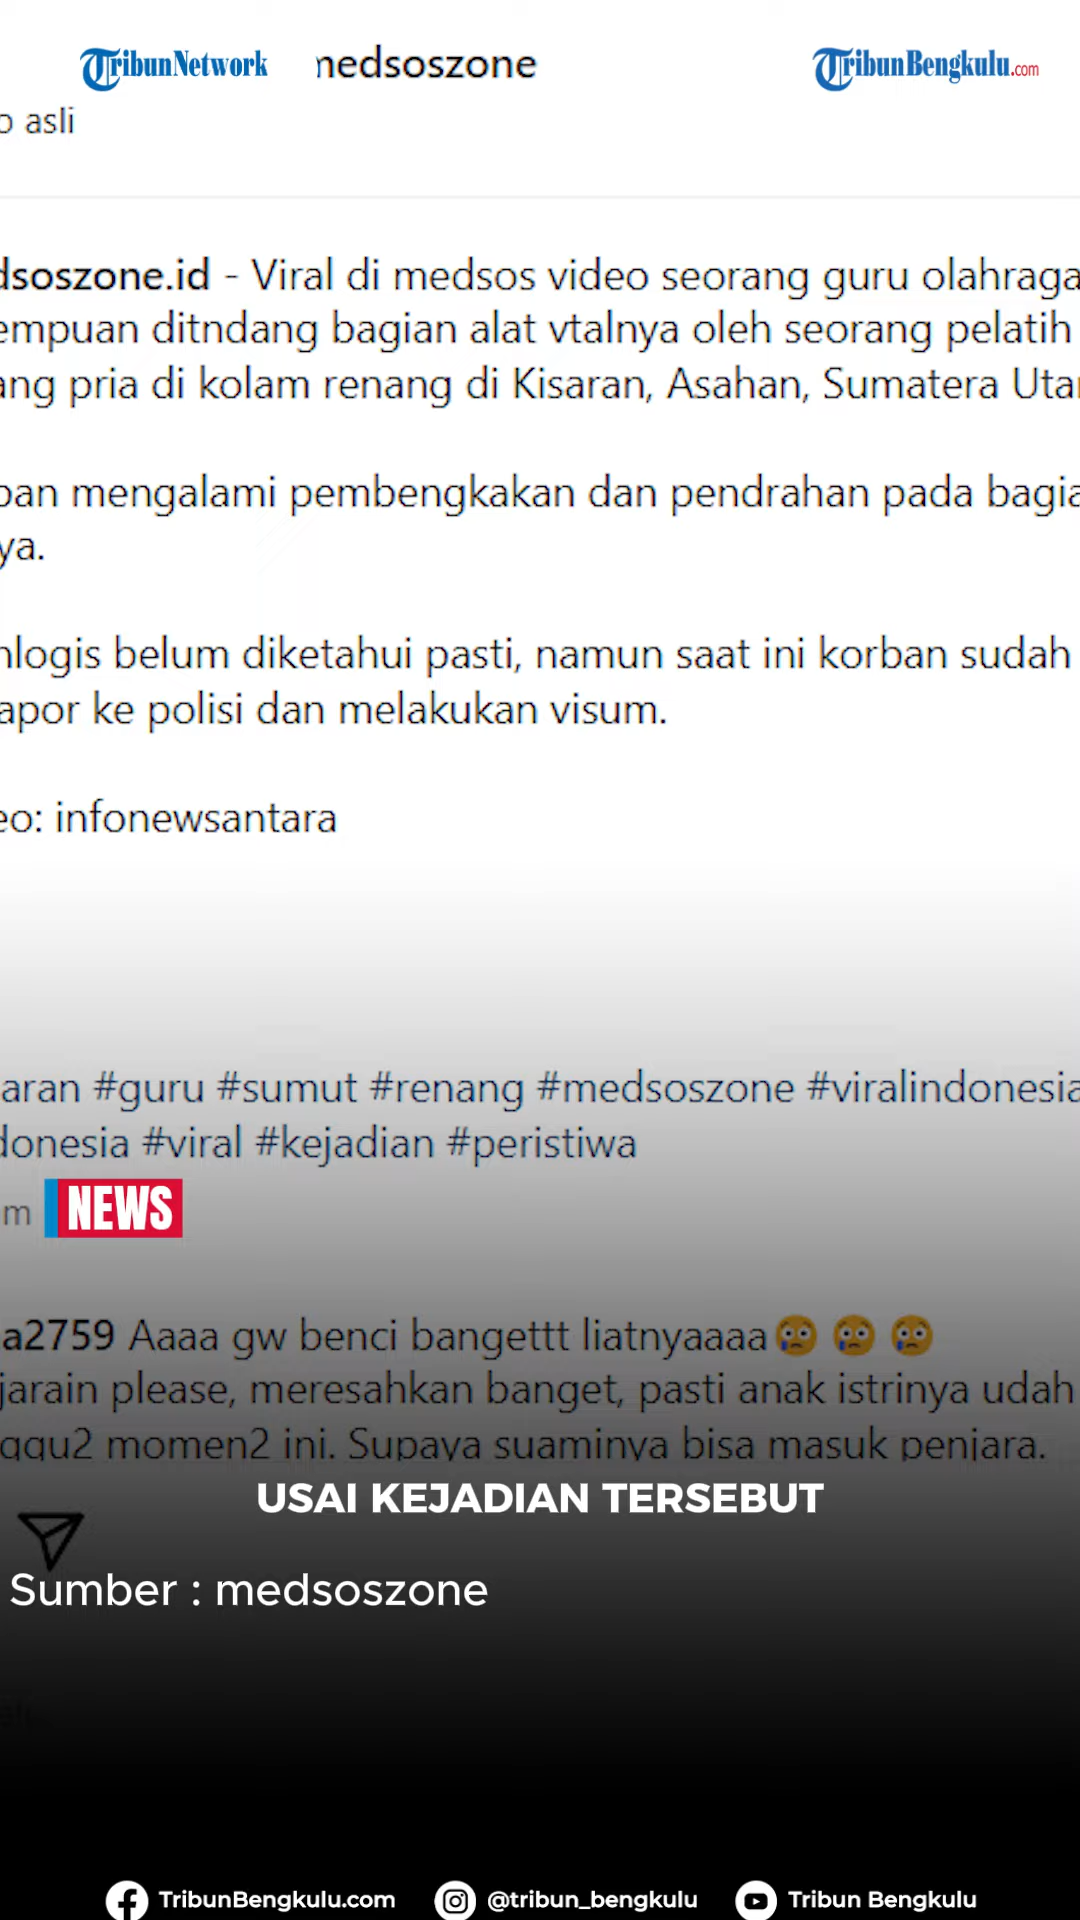 TribunNetwork
medsoszone
TribunBengkulu.com
o asli
dsoszone.id - Viral di medsos video seorang guru olahraga
empuan ditndang bagian alat vtalnya oleh seorang pelatih
ang pria di kolam renang di Kisaran, Asahan, Sumatera Utar
ban mengalami pembengkakan dan pendrahan pada bagia
ya.
nlogis belum diketahui pasti, namun saat ini korban sudah
apor ke polisi dan melakukan visum.
eo: infonewsantara
aran #guru #sumut #renang #medsoszone #viralindonesia
donesia #viral #kejadian #peristiwa
m
NEWS
a2759 Aaaa gw benci bangettt liatnyaaaa😢 😢 😢
jarain please, meresahkan banget, pasti anak istrinya udah
ggu2 momen2 ini. Supaya suaminya bisa masuk penjara.
USAI KEJADIAN TERSEBUT
Sumber : medsoszone
TribunBengkulu.com
@tribun_bengkulu
Tribun Bengkulu